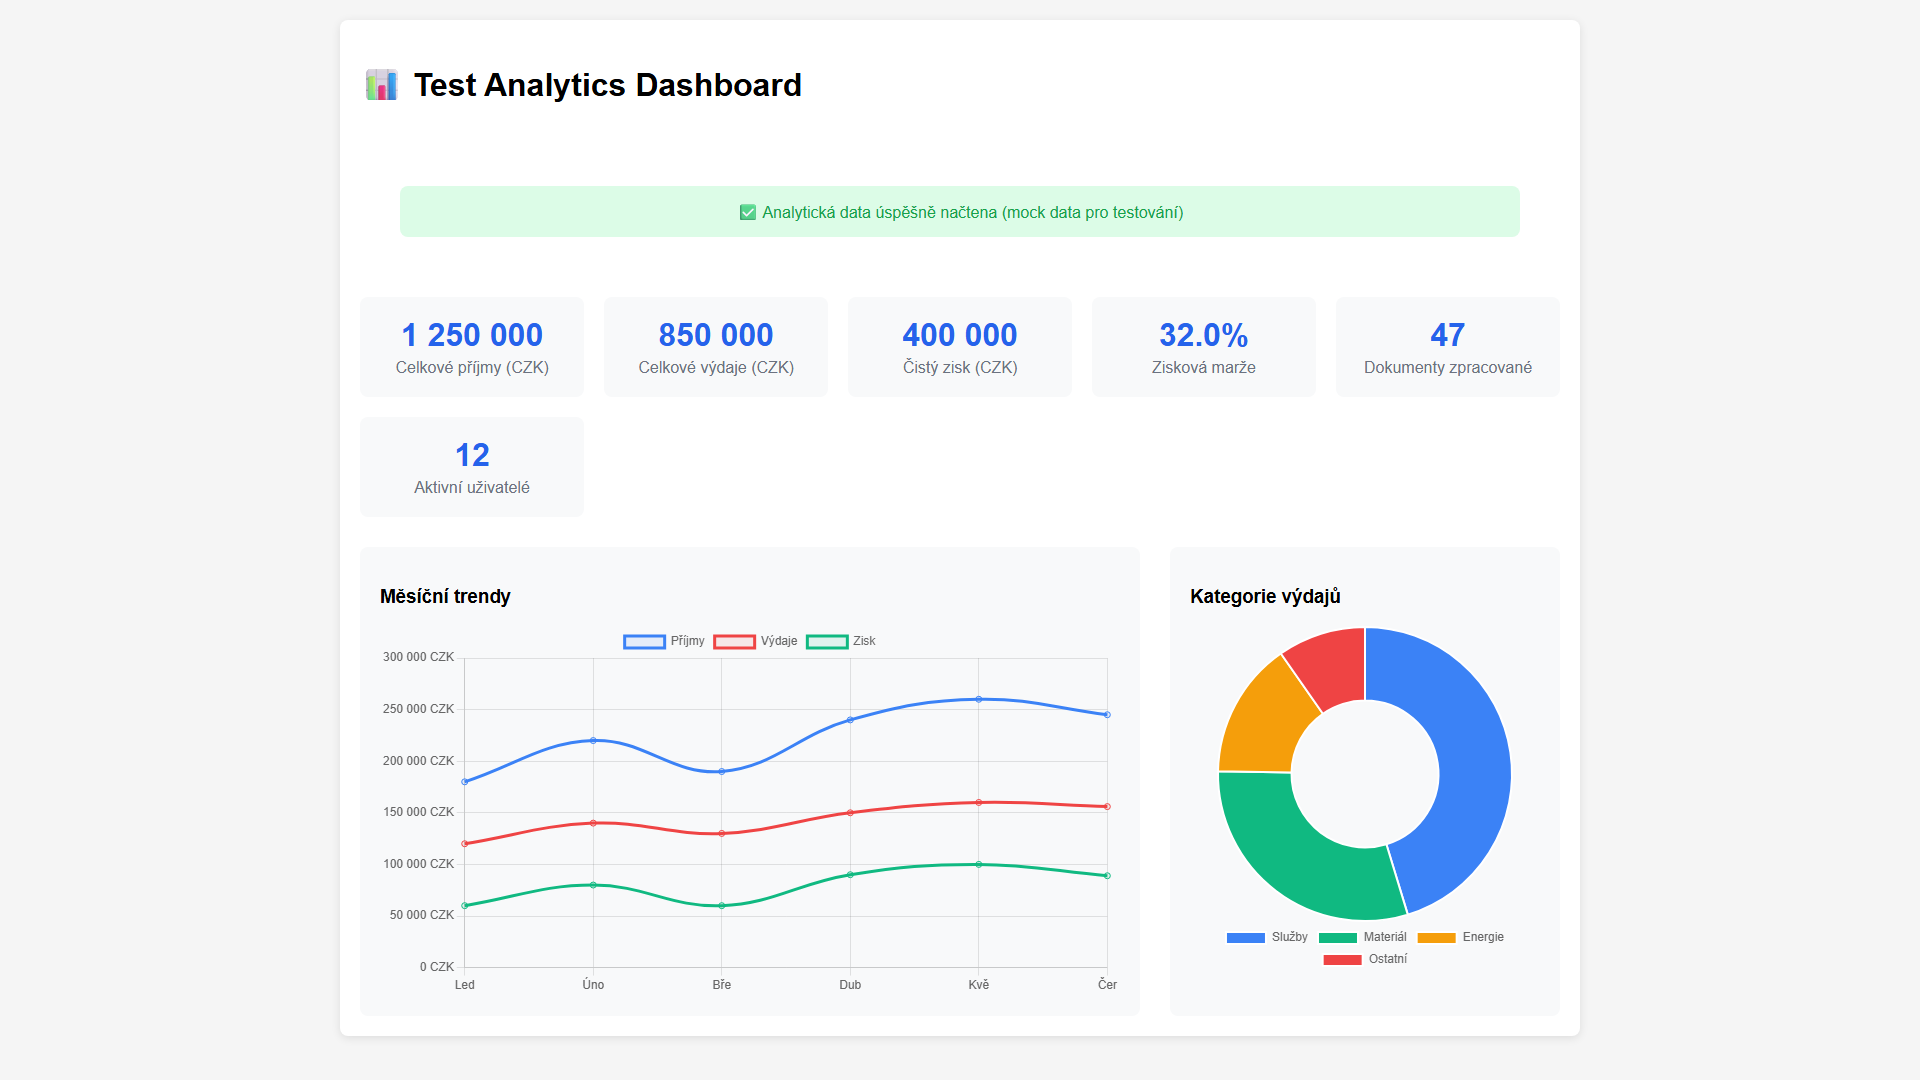 Test Analytics Dashboard
Analytická data úspěšně načtena (mock data pro testování)
1 250 000
Celkové příjmy (CZK)
850 000
Celkové výdaje (CZK)
400 000
Čistý zisk (CZK)
32.0%
Zisková marže
47
Dokumenty zpracované
12
Aktivní uživatelé
Měsíční trendy
Příjmy Výdaje Zisk
300 000 CZK
250 000 CZK
200 000 CZK
150 000 CZK
100 000 CZK
50 000 CZK
0 CZK
Led Úno Bře Dub Kvě Čer
Kategorie výdajů
Služby Materiál Energie
Ostatní